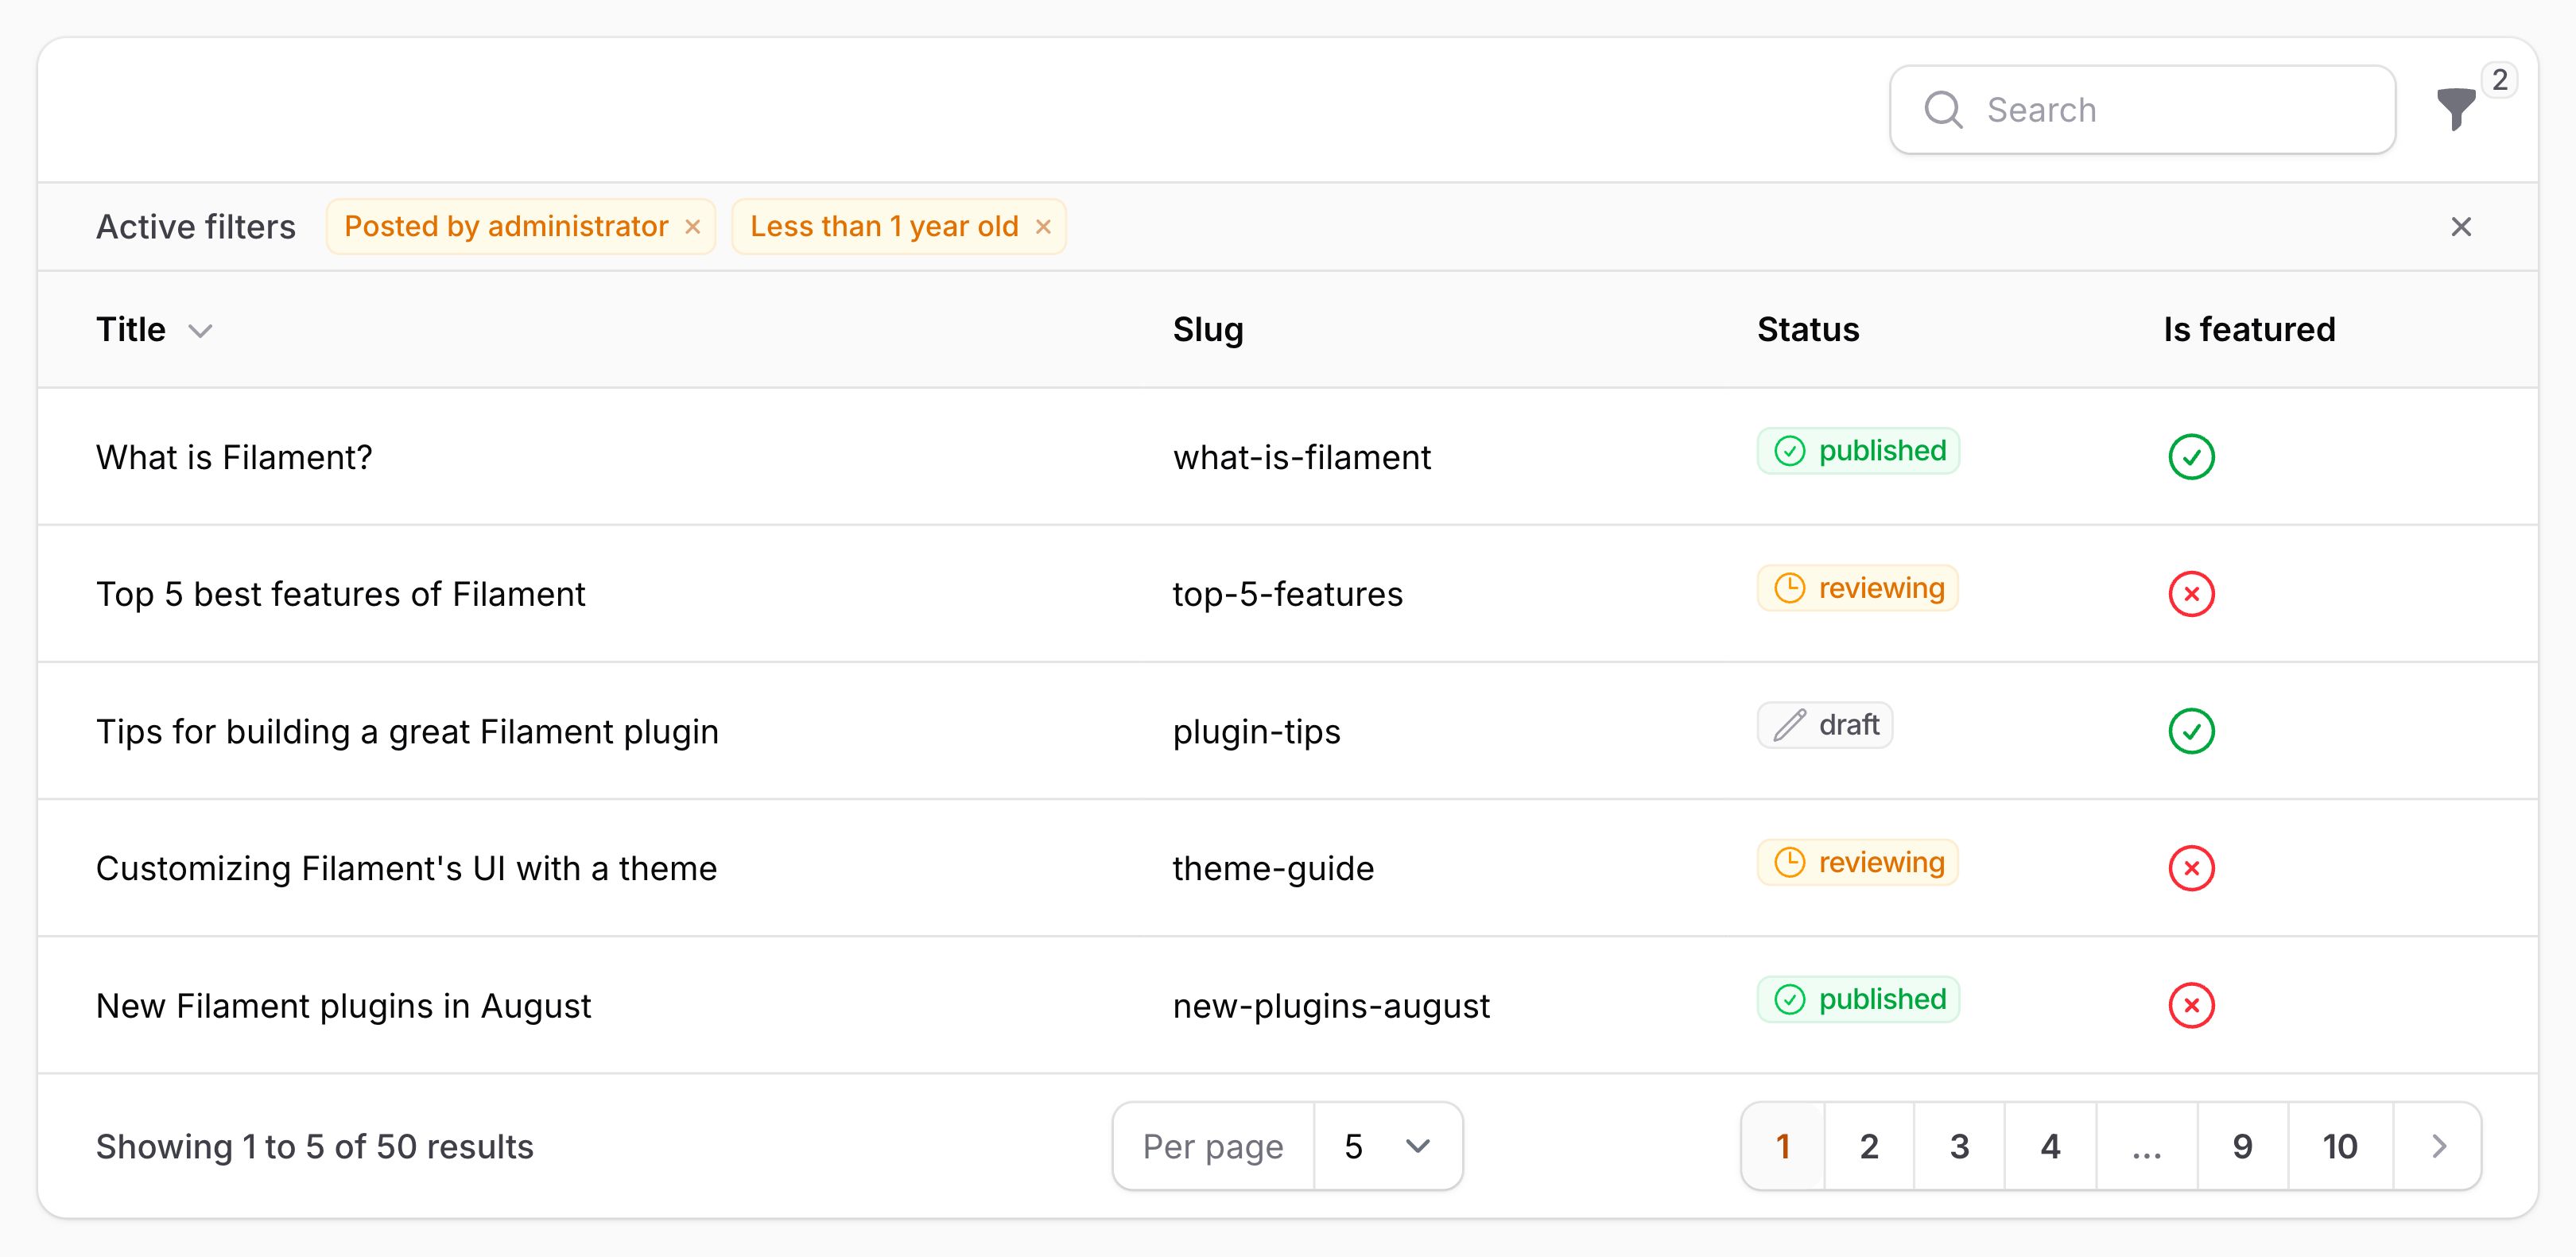 Search
2
Active filters Posted by administrator Less than 1 year old
Title Slug Status Is featured
What is Filament? what-is-filament published
Top 5 best features of Filament top-5-features reviewing
Tips for building a great Filament plugin plugin-tips draft
Customizing Filament's UI with a theme theme-guide reviewing
New Filament plugins in August new-plugins-august published
Showing 1 to 5 of 50 results Per page 5 1 2 3 4 ... 9 10